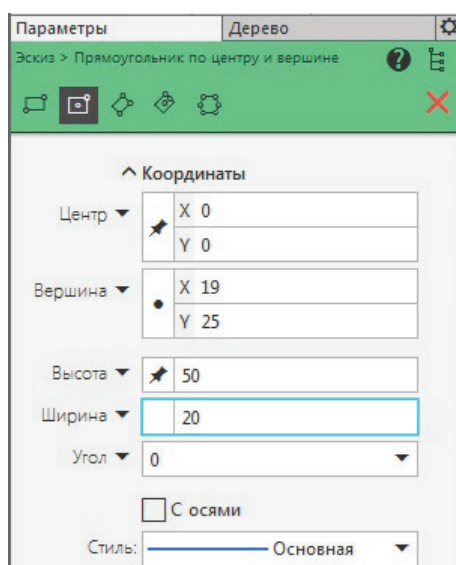 Параметры Дерево
Эскиз > Прямоугольник по центру и вершине
Координаты
Центр X 0
Y 0
Вершина X 19
Y 25
Высота 50
Ширина 20
Угол 0
С осями
Стиль: Основная